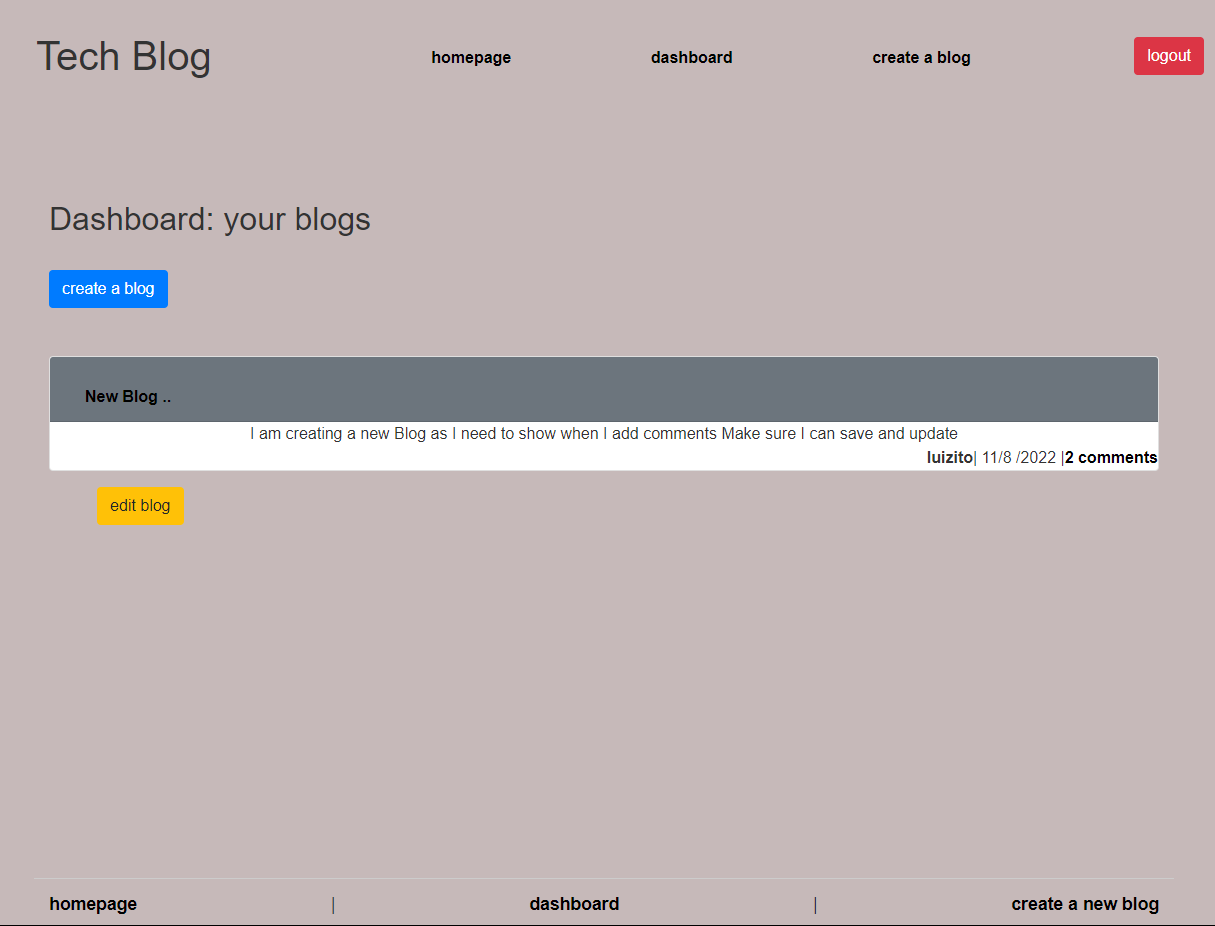 Tech Blog homepage dashboard create a blog logout
Dashboard: your blogs
create a blog
New Blog ..
I am creating a new Blog as I need to show when I add comments Make sure I can save and update
luizito| 11/8 /2022 |2 comments
edit blog
homepage | dashboard | create a new blog